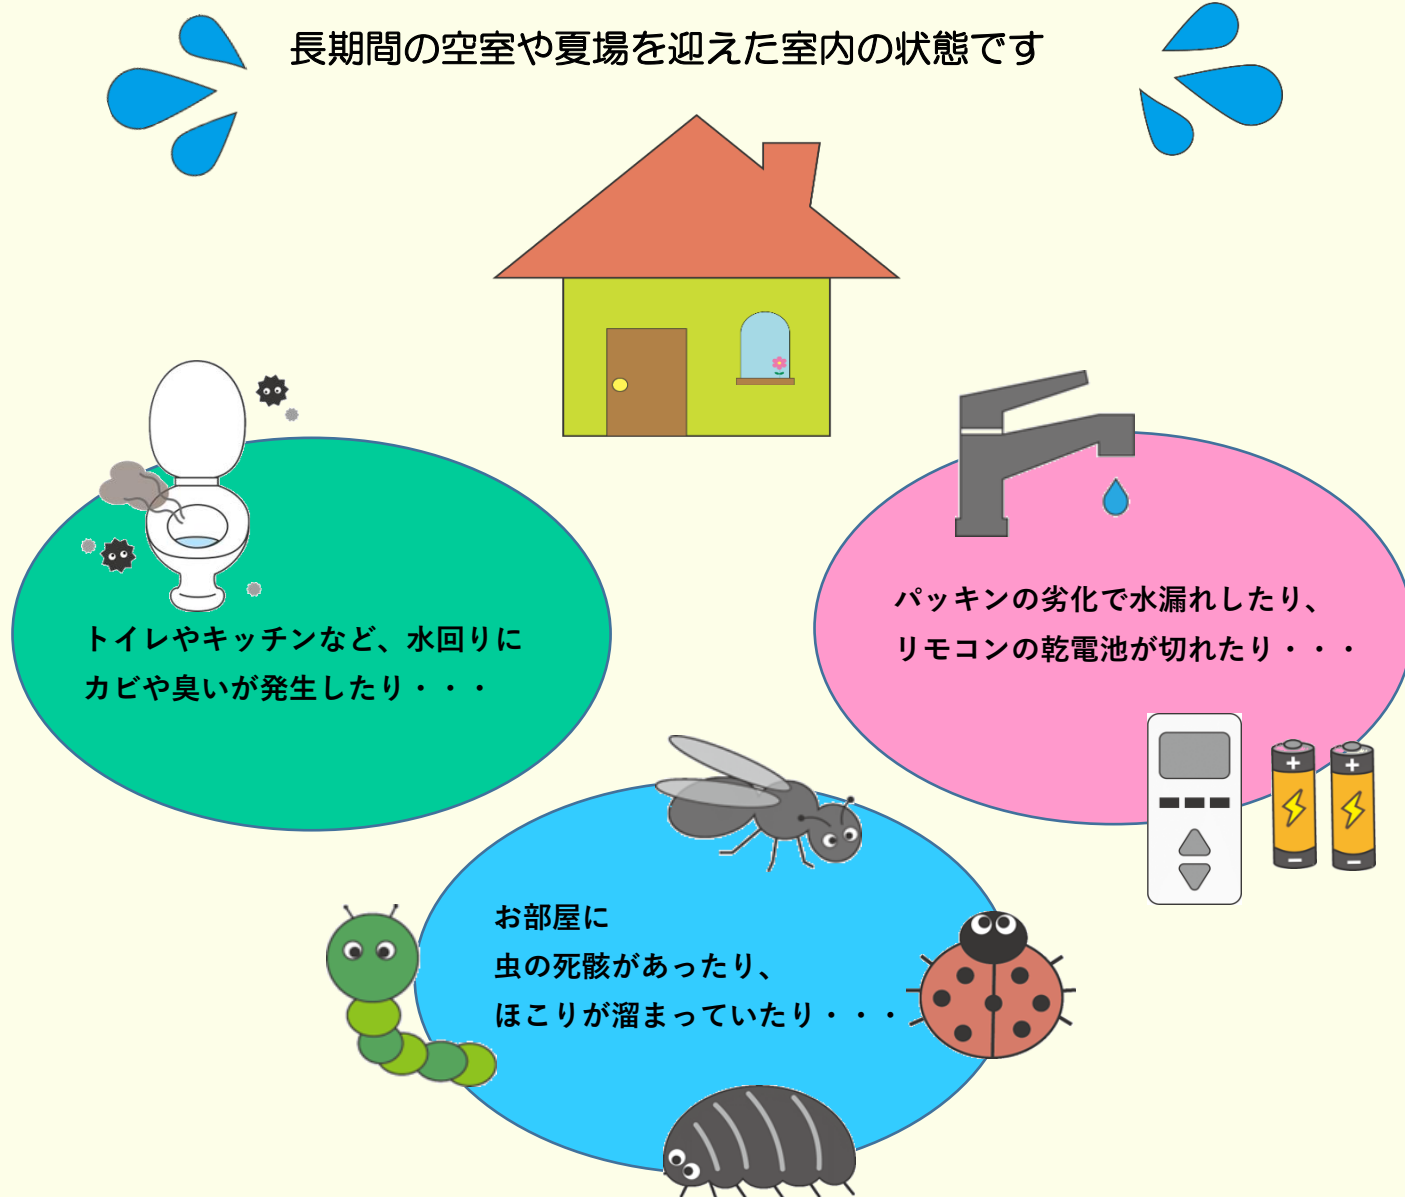 長期間の空室や夏場を迎えた室内の状態です
トイレやキッチンなど、水回りに
カビや臭いが発生したり・・・
パッキンの劣化で水漏れしたり、
リモコンの乾電池が切れたり・・・
お部屋に
虫の死骸があったり、
ほこりが溜まっていたり・・・